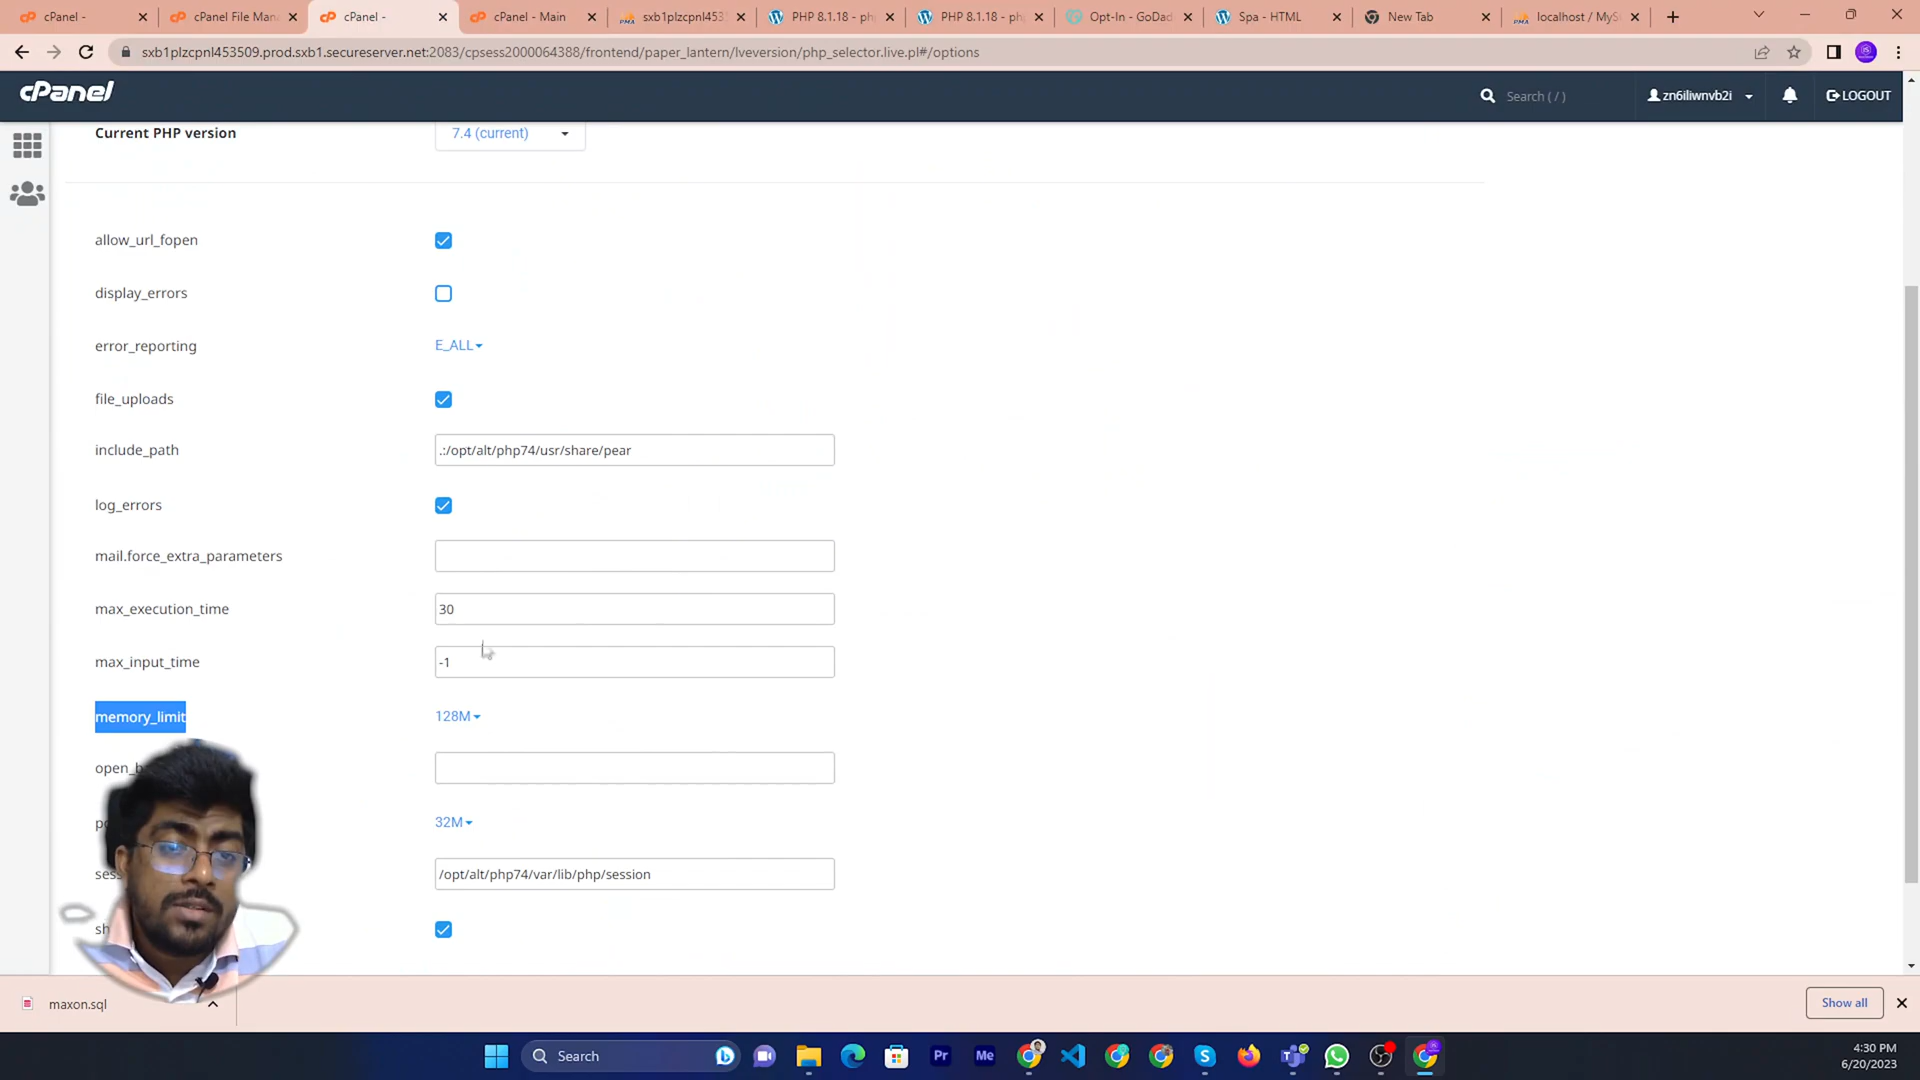 cPanel -
cPanel File Mana
cPanel -
cPanel - Main
sxb1plzcpnl453
PHP 8.1.18 - ph
PHP 8.1.18 - ph
Opt-In - GoDad
Spa - HTML
New Tab
localhost / MyS
sxb1plzcpnl453509.prod.sxb1.secureserver.net:2083/cpsess2000064388/frontend/paper_lantern/lveversion/php_selector.live.pl#/options
cPanel
Search ( / )
zn6iliwnvb2i
LOGOUT
Current PHP version
7.4 (current)
allow_url_fopen
display_errors
error_reporting
E_ALL
file_uploads
include_path
.:/opt/alt/php74/usr/share/pear
log_errors
mail.force_extra_parameters
max_execution_time
30
max_input_time
-1
memory_limit
128M
open_b
32M
/opt/alt/php74/var/lib/php/session
sh
maxon.sql
Show all
Search
Pr
Me
4:30 PM
6/20/2023